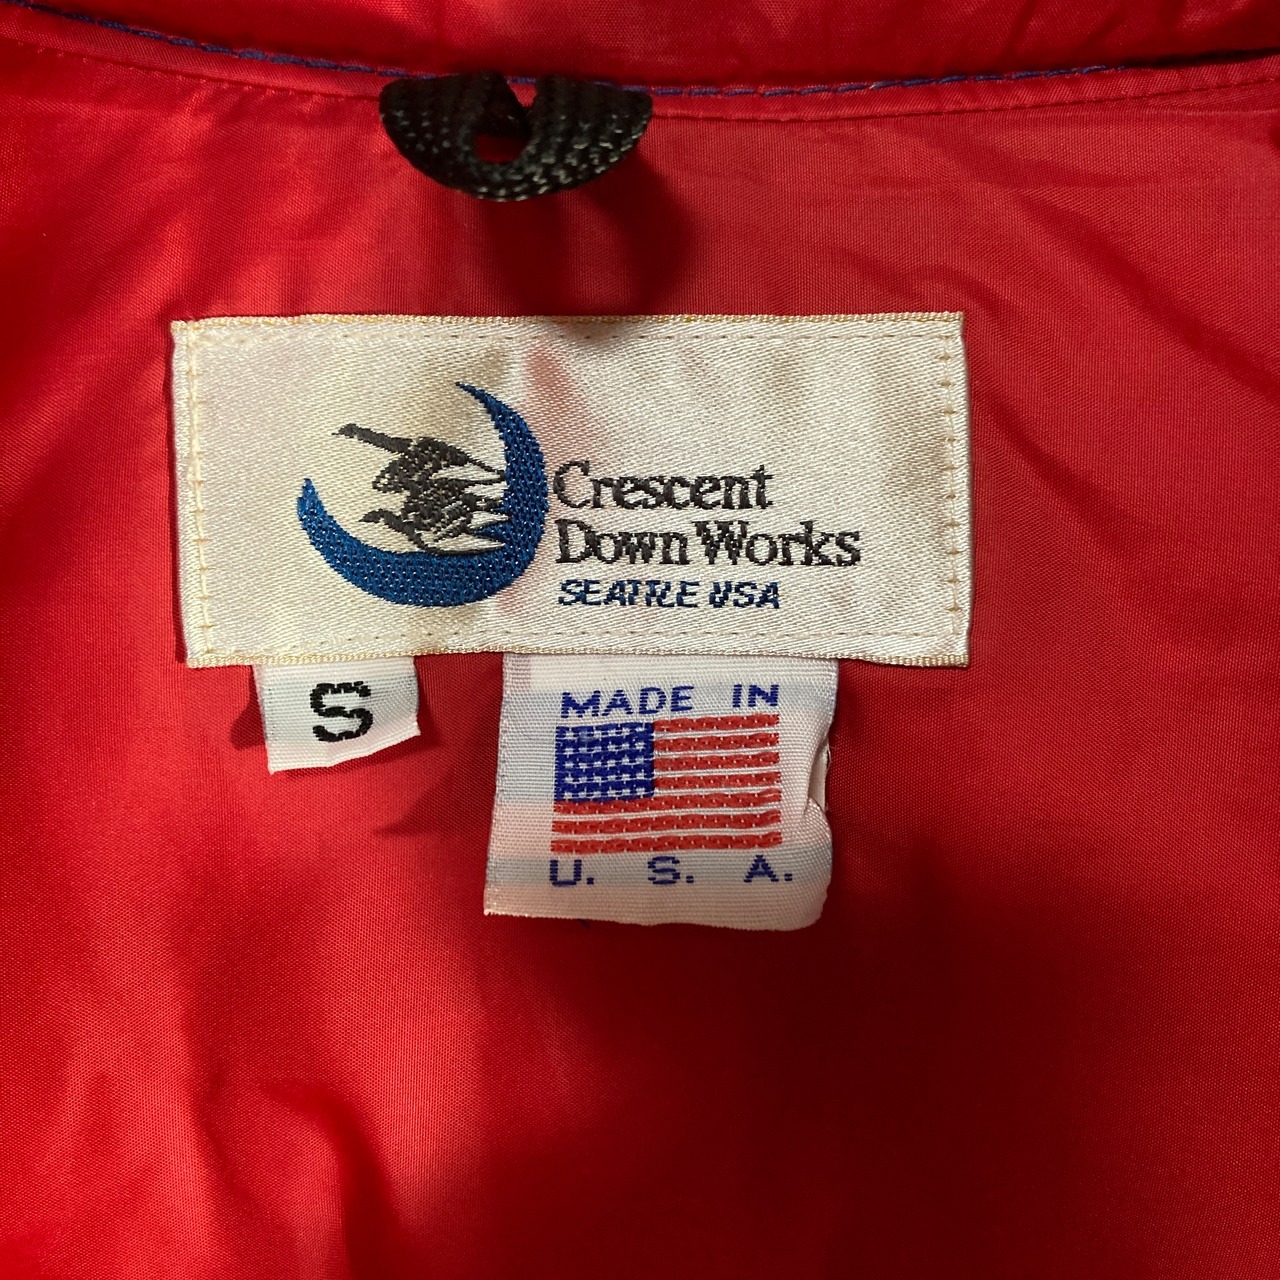 Crescent
Down Works
SEATTLE USA
S
MADE IN
U. S. A.